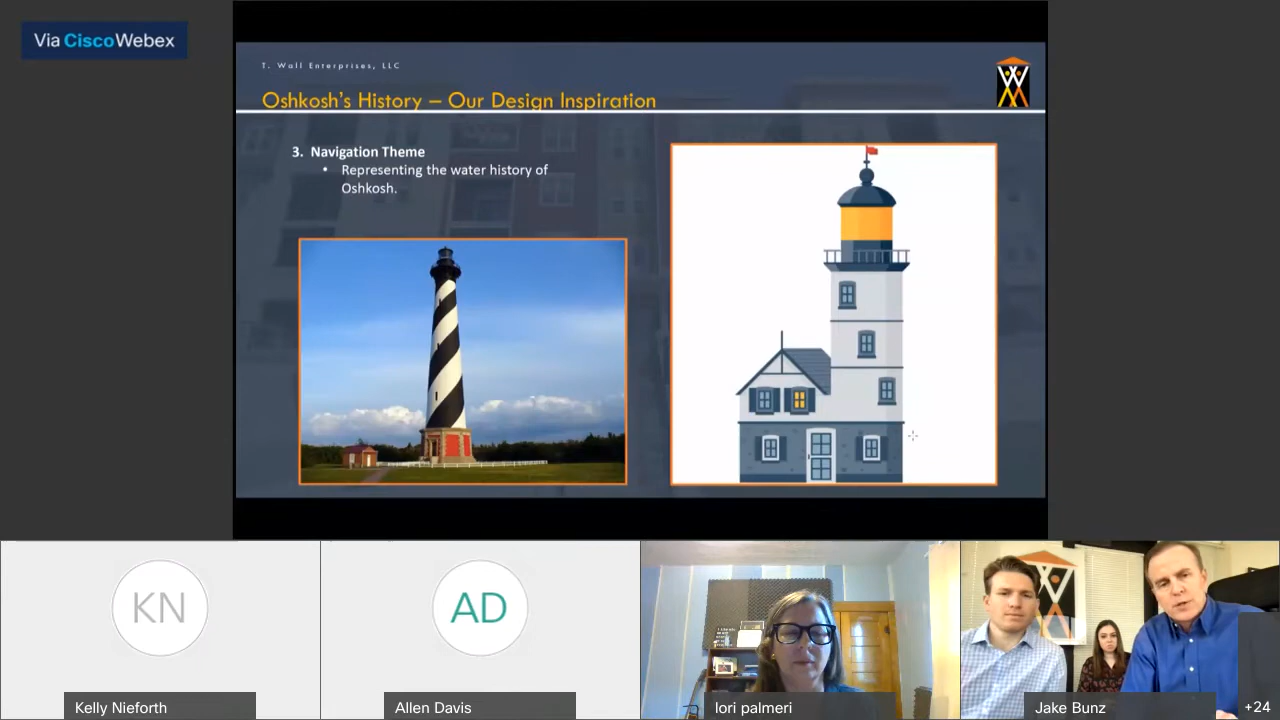 Via Cisco Webex
T. Wall Enterprises, LLC
Oshkosh's History – Our Design Inspiration
3. Navigation Theme
• Representing the water history of
Oshkosh.
KN
AD
Kelly Nieforth
Allen Davis
lori palmeri
Jake Bunz
+24